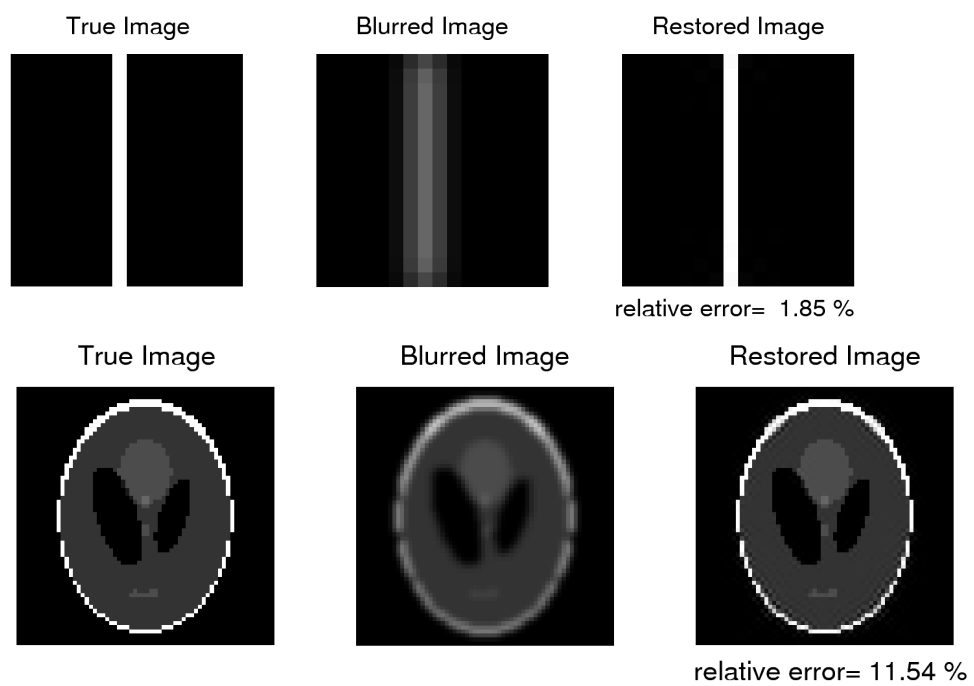 True Image
Blurred Image
Restored Image
relative error=  1.85 %
True Image
Blurred Image
Restored Image
relative error= 11.54 %